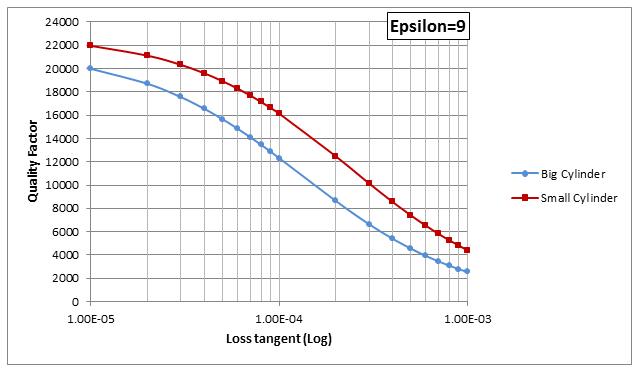 Epsilon=9
24000
22000
20000
18000
16000
14000
12000
10000
8000
6000
4000
2000
0
Quality Factor
1.00E-05 1.00E-04 1.00E-03
Loss tangent (Log)
Big Cylinder
Small Cylinder